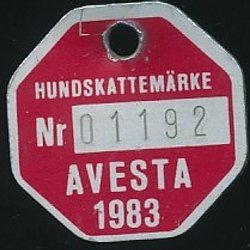 HUNDSKATTEMÄRKE
Nr 01192
AVESTA
1983